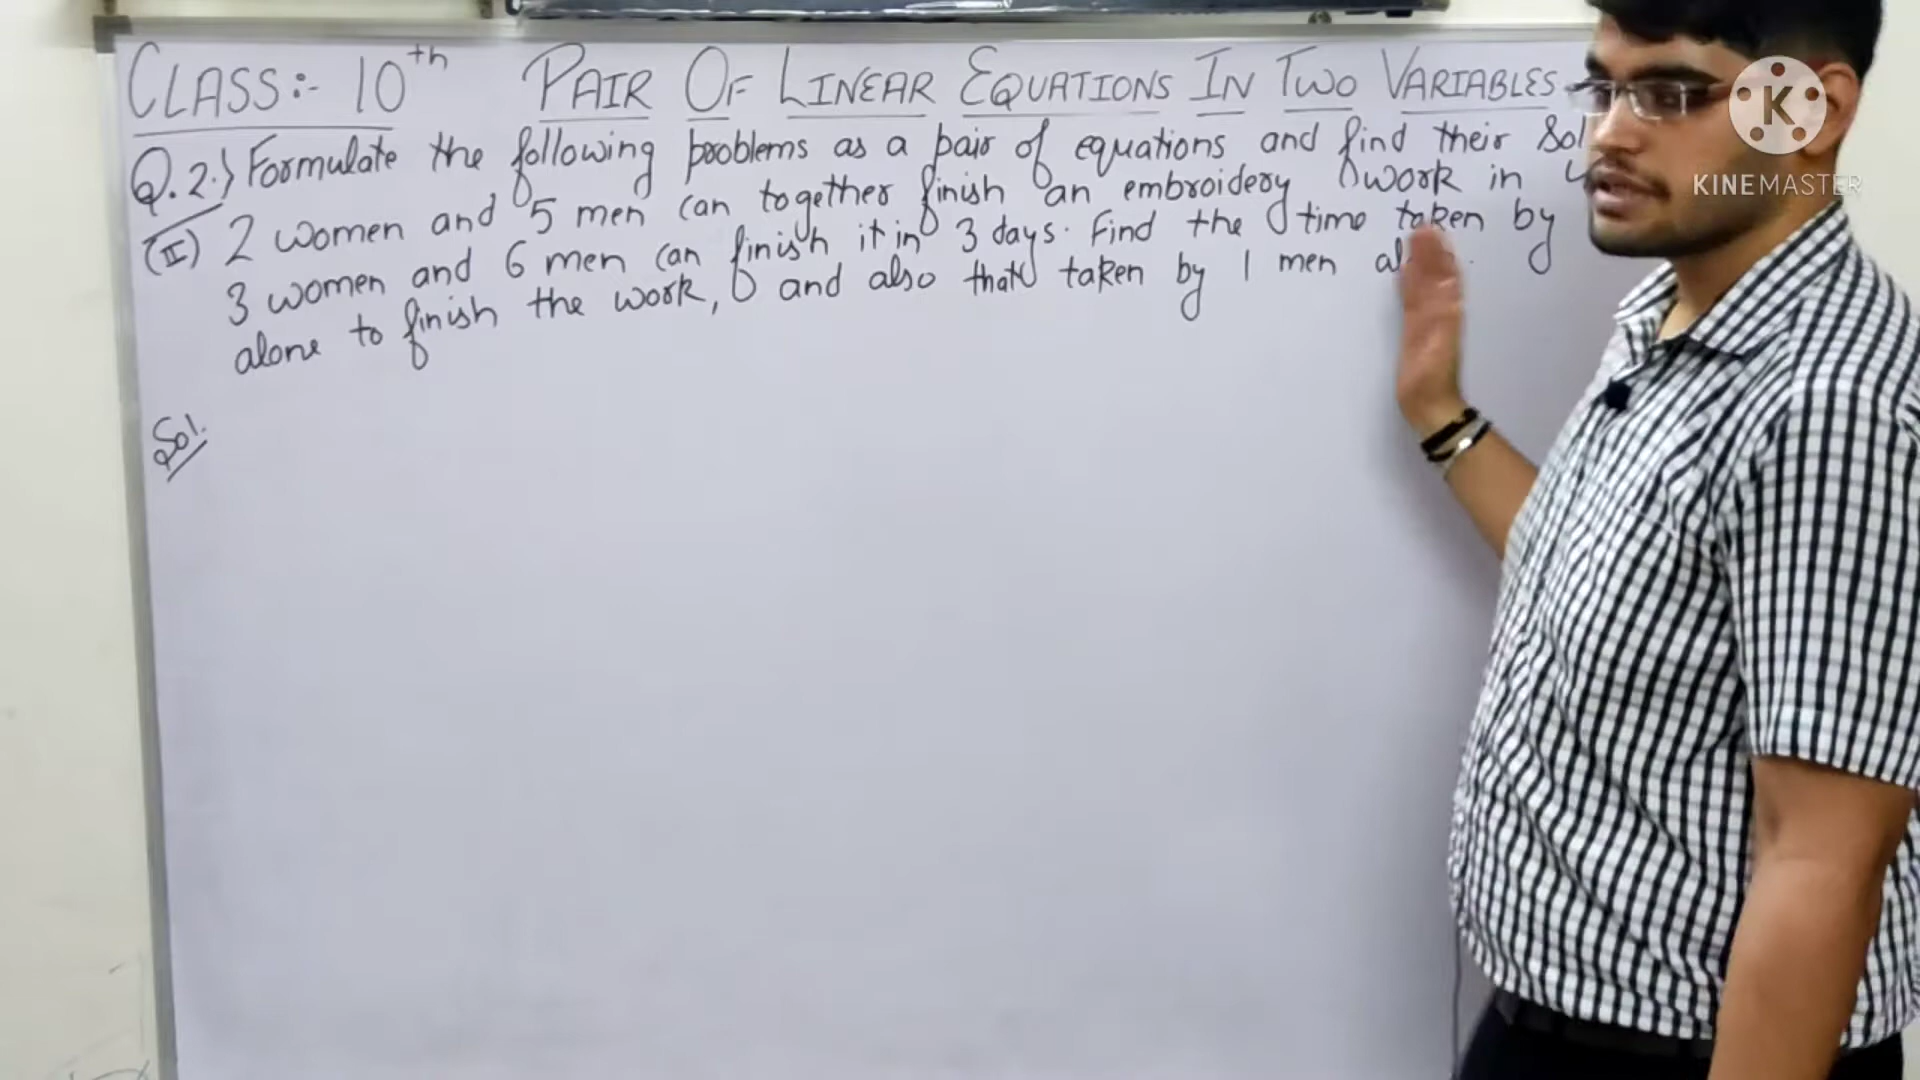 CLASS:- 10th PAIR OF LINEAR EQUATIONS IN TWO VARIABLES
Q.2.) Formulate the following problems as a pair of equations and find their Sol
(II) 2 women and 5 men can together finish an embroidery work in
3 women and 6 men can finish it in 3 days. Find the time taken by
alone to finish the work, and also that taken by 1 men
Sol.
K
KINEMASTER